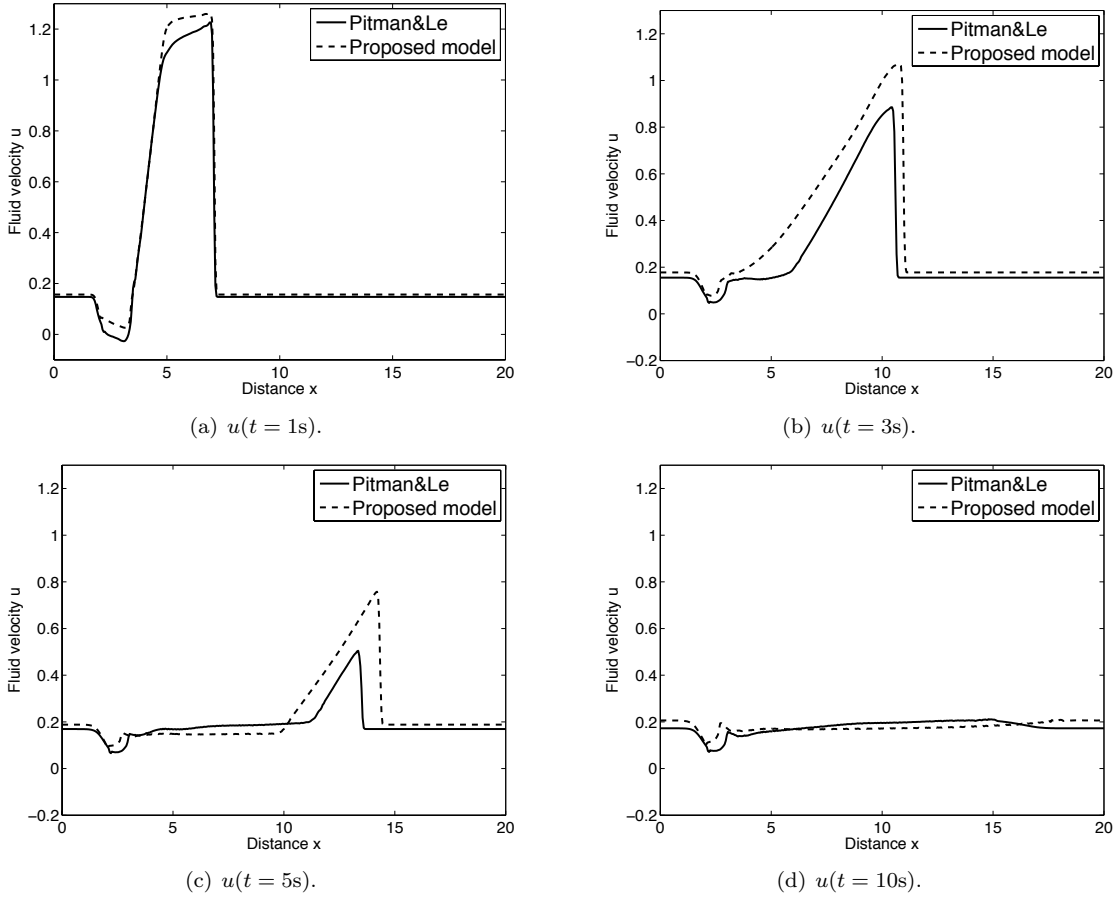 Pitman&Le
Proposed model
Fluid velocity u
1.2
1
0.8
0.6
0.4
0.2
0
0 5 10 15 20
Distance x
(a) u(t = 1s).
Pitman&Le
Proposed model
Fluid velocity u
1.2
1
0.8
0.6
0.4
0.2
0
−0.2
0 5 10 15 20
Distance x
(b) u(t = 3s).
Pitman&Le
Proposed model
Fluid velocity u
1.2
1
0.8
0.6
0.4
0.2
0
−0.2
0 5 10 15 20
Distance x
(c) u(t = 5s).
Pitman&Le
Proposed model
Fluid velocity u
1.2
1
0.8
0.6
0.4
0.2
0
−0.2
0 5 10 15 20
Distance x
(d) u(t = 10s).